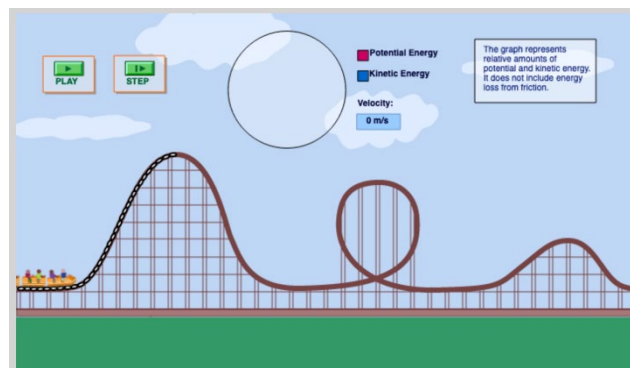 PLAY
STEP
Potential Energy
Kinetic Energy
Velocity:
0 m/s
The graph represents
relative amounts of
potential and kinetic energy.
It does not include energy
loss from friction.